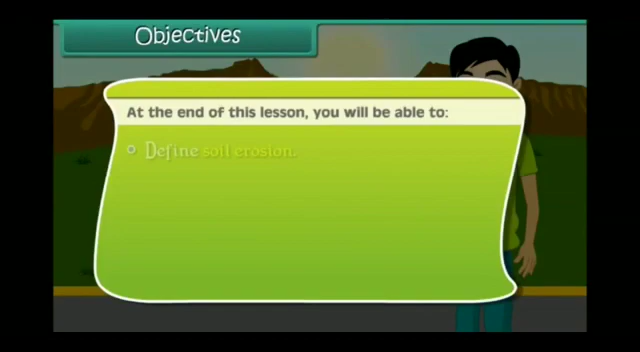 Objectives
At the end of this lesson, you will be able to:
Define soil erosion.